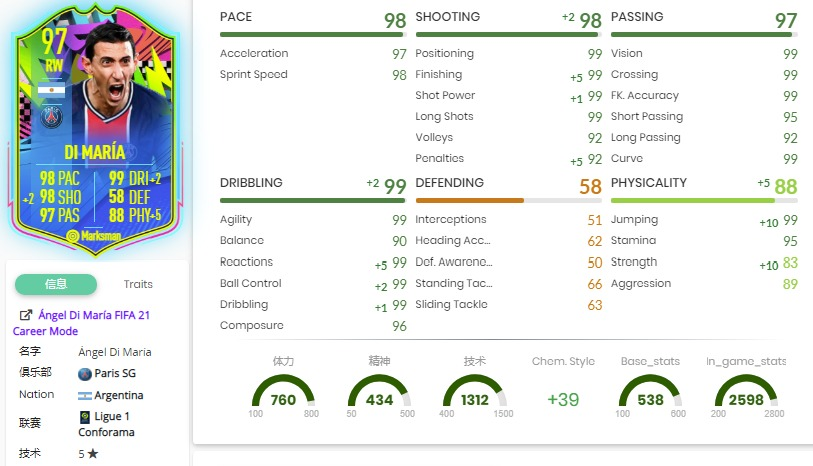 97
RW
DI MARÍA
98 PAC 99 DRI+2
+2 98 SHO 58 DEF
97 PAS 88 PHY+5
Marksman
信息 Traits
Ángel Di María FIFA 21
Career Mode
名字 Ángel Di Maria
俱乐部 Paris SG
Nation Argentina
联赛 Ligue 1
Conforama
技术 5 ★
PACE 98
Acceleration 97
Sprint Speed 98
SHOOTING +2 98
Positioning 99
Finishing +5 99
Shot Power +1 99
Long Shots 99
Volleys 92
Penalties +5 92
PASSING 97
Vision 99
Crossing 99
FK. Accuracy 99
Short Passing 95
Long Passing 92
Curve 99
DRIBBLING +2 99
Agility 99
Balance 90
Reactions +5 99
Ball Control +2 99
Dribbling +1 99
Composure 96
DEFENDING 58
Interceptions 51
Heading Acc... 62
Def. Awarene... 50
Standing Tac... 66
Sliding Tackle 63
PHYSICALITY +5 88
Jumping +10 99
Stamina 95
Strength +10 83
Aggression 89
体力 精神 技术 Chem. Style Base_stats In_game_stats
760 434 1312 +39 538 2598
100 800 50 500 400 1500 100 600 200 2800